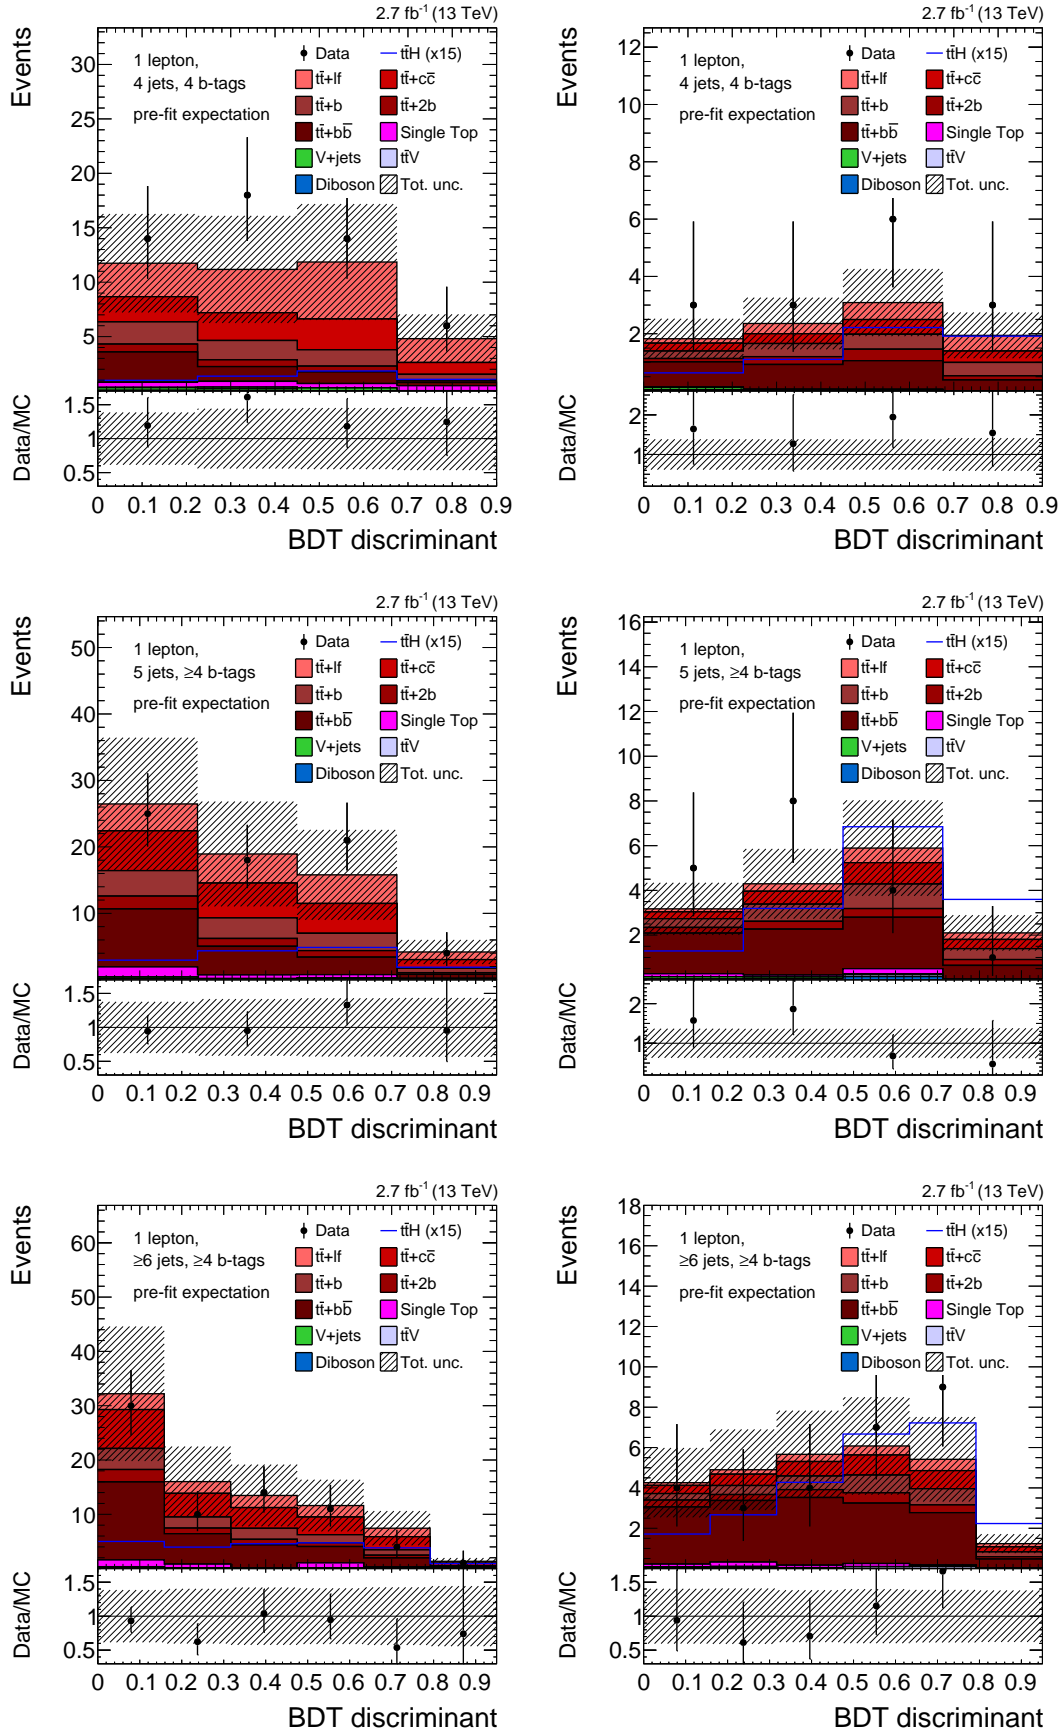 2.7 fb⁻¹ (13 TeV)
Events
30
25
20
15
10
5
1 lepton,
4 jets, 4 b-tags
pre-fit expectation
Data
tt̄H (x15)
tt̄+lf
tt̄+cc̄
tt̄+b
tt̄+2b
tt̄+bb̄
Single Top
V+jets
tt̄V
Diboson
Tot. unc.
Data/MC
1.5
1
0.5
0 0.1 0.2 0.3 0.4 0.5 0.6 0.7 0.8 0.9
BDT discriminant
2.7 fb⁻¹ (13 TeV)
Events
12
10
8
6
4
2
1 lepton,
4 jets, 4 b-tags
pre-fit expectation
Data
tt̄H (x15)
tt̄+lf
tt̄+cc̄
tt̄+b
tt̄+2b
tt̄+bb̄
Single Top
V+jets
tt̄V
Diboson
Tot. unc.
Data/MC
2
1
0 0.1 0.2 0.3 0.4 0.5 0.6 0.7 0.8 0.9
BDT discriminant
2.7 fb⁻¹ (13 TeV)
Events
50
40
30
20
10
1 lepton,
5 jets, ≥4 b-tags
pre-fit expectation
Data
tt̄H (x15)
tt̄+lf
tt̄+cc̄
tt̄+b
tt̄+2b
tt̄+bb̄
Single Top
V+jets
tt̄V
Diboson
Tot. unc.
Data/MC
1.5
1
0.5
0 0.1 0.2 0.3 0.4 0.5 0.6 0.7 0.8 0.9
BDT discriminant
2.7 fb⁻¹ (13 TeV)
Events
16
14
12
10
8
6
4
2
1 lepton,
5 jets, ≥4 b-tags
pre-fit expectation
Data
tt̄H (x15)
tt̄+lf
tt̄+cc̄
tt̄+b
tt̄+2b
tt̄+bb̄
Single Top
V+jets
tt̄V
Diboson
Tot. unc.
Data/MC
2
1
0 0.1 0.2 0.3 0.4 0.5 0.6 0.7 0.8 0.9
BDT discriminant
2.7 fb⁻¹ (13 TeV)
Events
60
50
40
30
20
10
1 lepton,
≥6 jets, ≥4 b-tags
pre-fit expectation
Data
tt̄H (x15)
tt̄+lf
tt̄+cc̄
tt̄+b
tt̄+2b
tt̄+bb̄
Single Top
V+jets
tt̄V
Diboson
Tot. unc.
Data/MC
1.5
1
0.5
0 0.1 0.2 0.3 0.4 0.5 0.6 0.7 0.8 0.9
BDT discriminant
2.7 fb⁻¹ (13 TeV)
Events
18
16
14
12
10
8
6
4
2
1 lepton,
≥6 jets, ≥4 b-tags
pre-fit expectation
Data
tt̄H (x15)
tt̄+lf
tt̄+cc̄
tt̄+b
tt̄+2b
tt̄+bb̄
Single Top
V+jets
tt̄V
Diboson
Tot. unc.
Data/MC
1.5
1
0.5
0 0.1 0.2 0.3 0.4 0.5 0.6 0.7 0.8 0.9
BDT discriminant